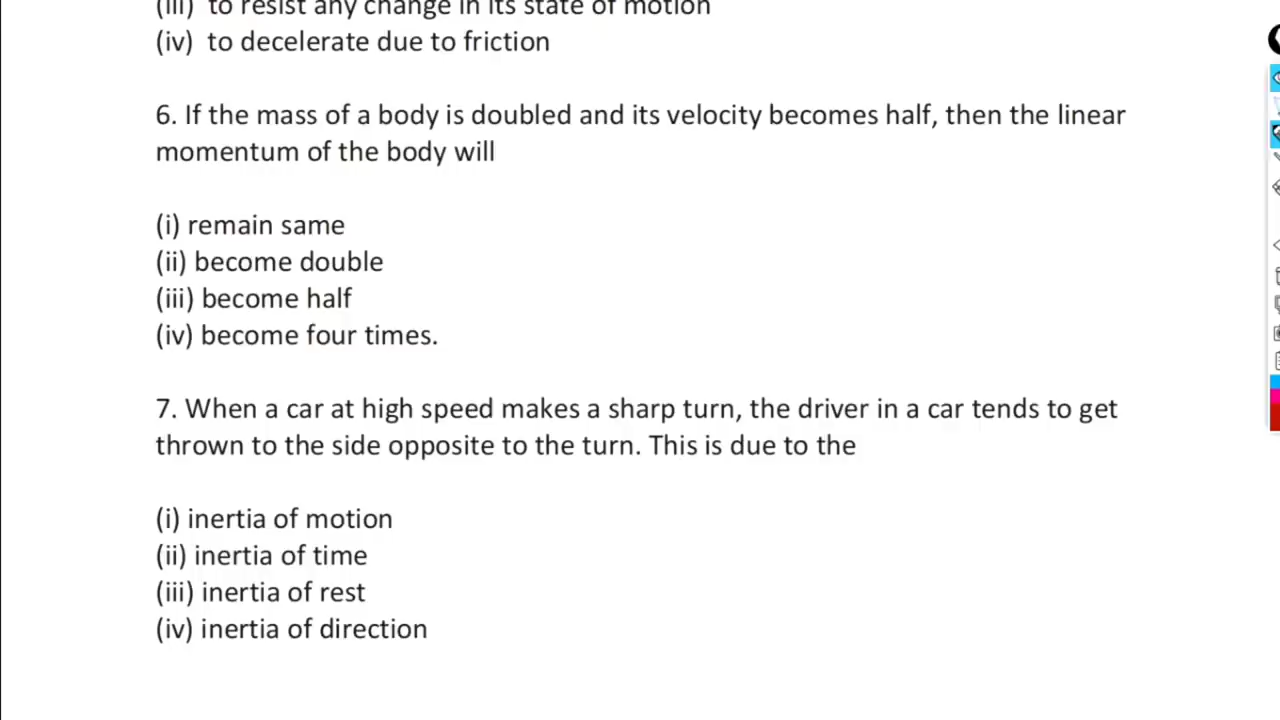 (iii) to resist any change in its state of motion
(iv) to decelerate due to friction
6. If the mass of a body is doubled and its velocity becomes half, then the linear
momentum of the body will
(i) remain same
(ii) become double
(iii) become half
(iv) become four times.
7. When a car at high speed makes a sharp turn, the driver in a car tends to get
thrown to the side opposite to the turn. This is due to the
(i) inertia of motion
(ii) inertia of time
(iii) inertia of rest
(iv) inertia of direction